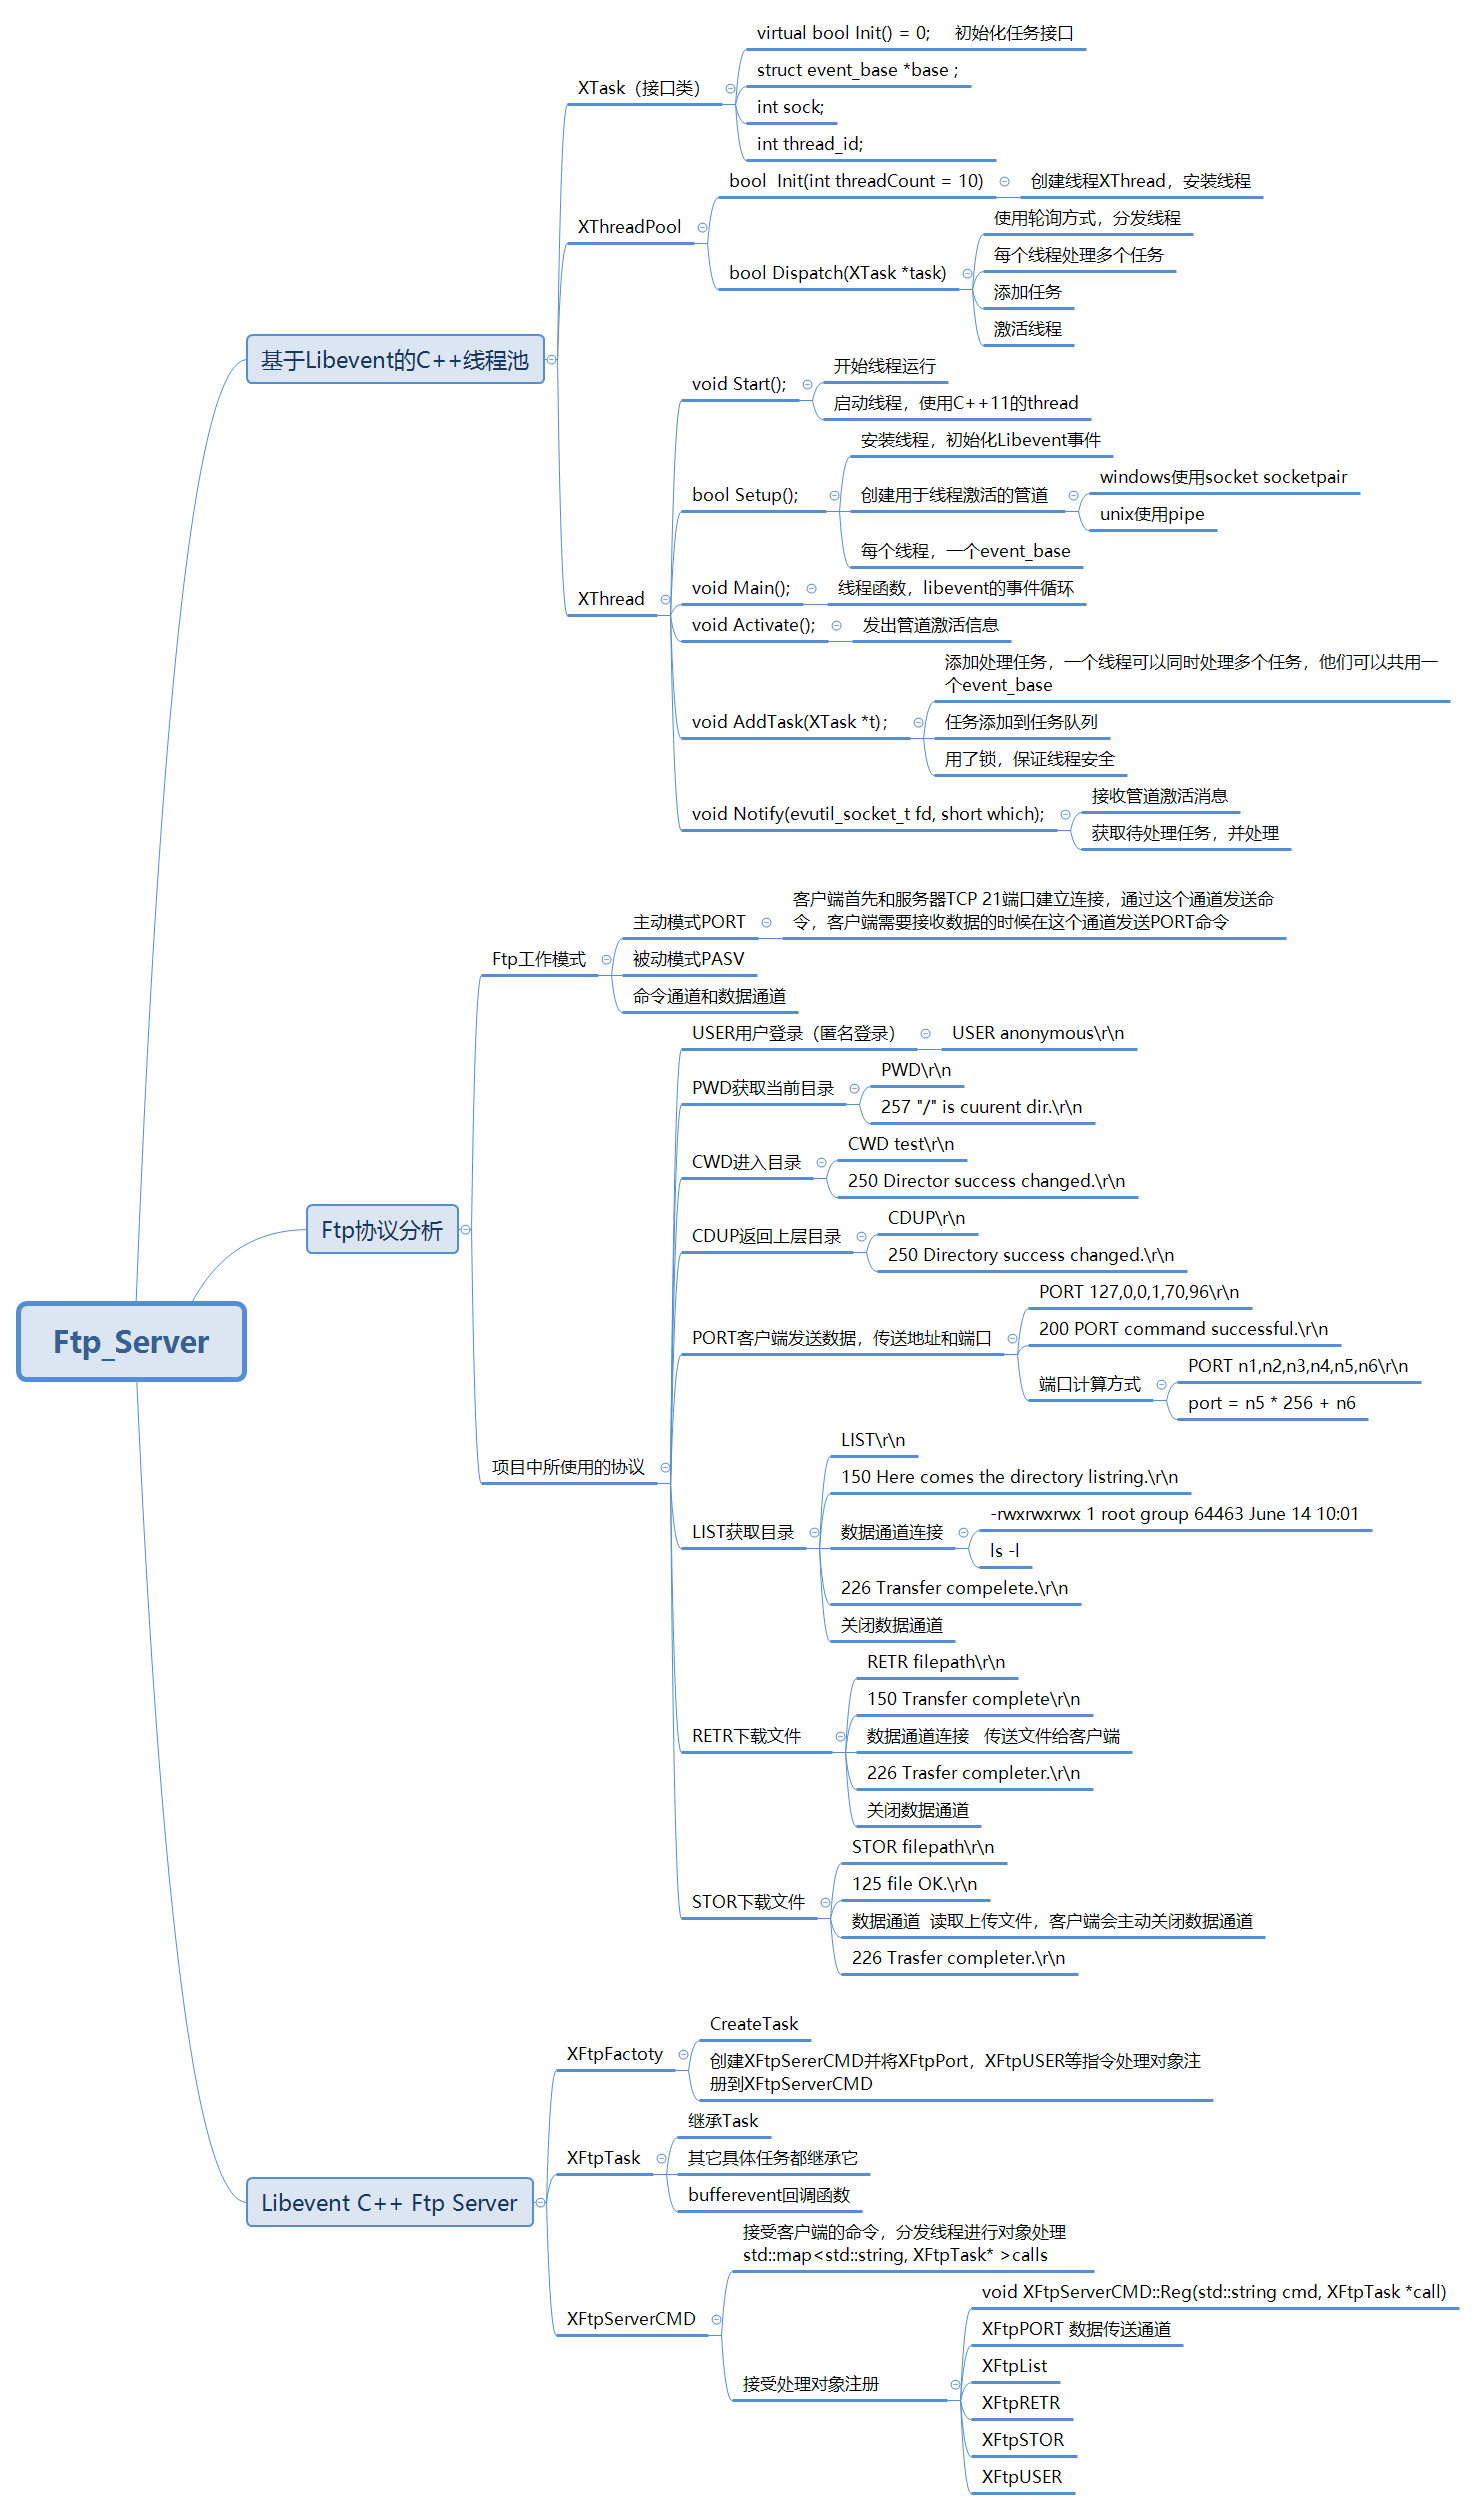 virtual bool Init() = 0;     初始化任务接口
struct event_base *base ;
XTask（接口类）
int sock;
int thread_id;
bool  Init(int threadCount = 10)
创建线程XThread，安装线程
XThreadPool
使用轮询方式，分发线程
每个线程处理多个任务
bool Dispatch(XTask *task)
添加任务
激活线程
基于Libevent的C++线程池
void Start();
开始线程运行
启动线程，使用C++11的thread
安装线程，初始化Libevent事件
bool Setup();
创建用于线程激活的管道
windows使用socket socketpair
unix使用pipe
每个线程，一个event_base
XThread
void Main();
线程函数，libevent的事件循环
void Activate();
发出管道激活信息
添加处理任务，一个线程可以同时处理多个任务，他们可以共用一
个event_base
void AddTask(XTask *t);
任务添加到任务队列
用了锁，保证线程安全
void Notify(evutil_socket_t fd, short which);
接收管道激活消息
获取待处理任务，并处理
主动模式PORT
客户端首先和服务器TCP 21端口建立连接，通过这个通道发送命
令，客户端需要接收数据的时候在这个通道发送PORT命令
Ftp工作模式
被动模式PASV
命令通道和数据通道
USER用户登录（匿名登录）
USER anonymous\r\n
PWD获取当前目录
PWD\r\n
257 "/" is cuurent dir.\r\n
CWD进入目录
CWD test\r\n
250 Director success changed.\r\n
Ftp协议分析
CDUP返回上层目录
CDUP\r\n
250 Directory success changed.\r\n
Ftp_Server
PORT客户端发送数据，传送地址和端口
PORT 127,0,0,1,70,96\r\n
200 PORT command successful.\r\n
端口计算方式
PORT n1,n2,n3,n4,n5,n6\r\n
port = n5 * 256 + n6
项目中所使用的协议
LIST获取目录
LIST\r\n
150 Here comes the directory listring.\r\n
数据通道连接
-rwxrwxrwx 1 root group 64463 June 14 10:01
ls -l
226 Transfer compelete.\r\n
关闭数据通道
RETR下载文件
RETR filepath\r\n
150 Transfer complete\r\n
数据通道连接   传送文件给客户端
226 Trasfer completer.\r\n
关闭数据通道
STOR下载文件
STOR filepath\r\n
125 file OK.\r\n
数据通道  读取上传文件，客户端会主动关闭数据通道
226 Trasfer completer.\r\n
XFtpFactoty
CreateTask
创建XFtpSererCMD并将XFtpPort，XFtpUSER等指令处理对象注
册到XFtpServerCMD
XFtpTask
继承Task
其它具体任务都继承它
bufferevent回调函数
Libevent C++ Ftp Server
XFtpServerCMD
接受客户端的命令，分发线程进行对象处理
std::map<std::string, XFtpTask* >calls
接受处理对象注册
void XFtpServerCMD::Reg(std::string cmd, XFtpTask *call)
XFtpPORT 数据传送通道
XFtpList
XFtpRETR
XFtpSTOR
XFtpUSER